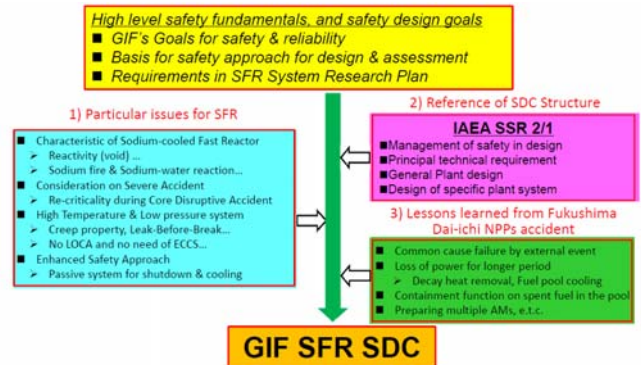 High level safety fundamentals, and safety design goals
■ GIF's Goals for safety & reliability
■ Basis for safety approach for design & assessment
■ Requirements in SFR System Research Plan
1) Particular issues for SFR
■ Characteristic of Sodium-cooled Fast Reactor
➢ Reactivity (void) …
➢ Sodium fire & Sodium-water reaction…
■ Consideration on Severe Accident
➢ Re-criticality during Core Disruptive Accident
■ High Temperature & Low pressure system
➢ Creep property, Leak-Before-Break…
➢ No LOCA and no need of ECCS…
■ Enhanced Safety Approach
➢ Passive system for shutdown & cooling
2) Reference of SDC Structure
IAEA SSR 2/1
■ Management of safety in design
■ Principal technical requirement
■ General Plant design
■ Design of specific plant system
3) Lessons learned from Fukushima
Dai-ichi NPPs accident
■ Common cause failure by external event
■ Loss of power for longer period
➢ Decay heat removal, Fuel pool cooling
■ Containment function on spent fuel in the pool
■ Preparing multiple AMs, e.t.c.
GIF SFR SDC